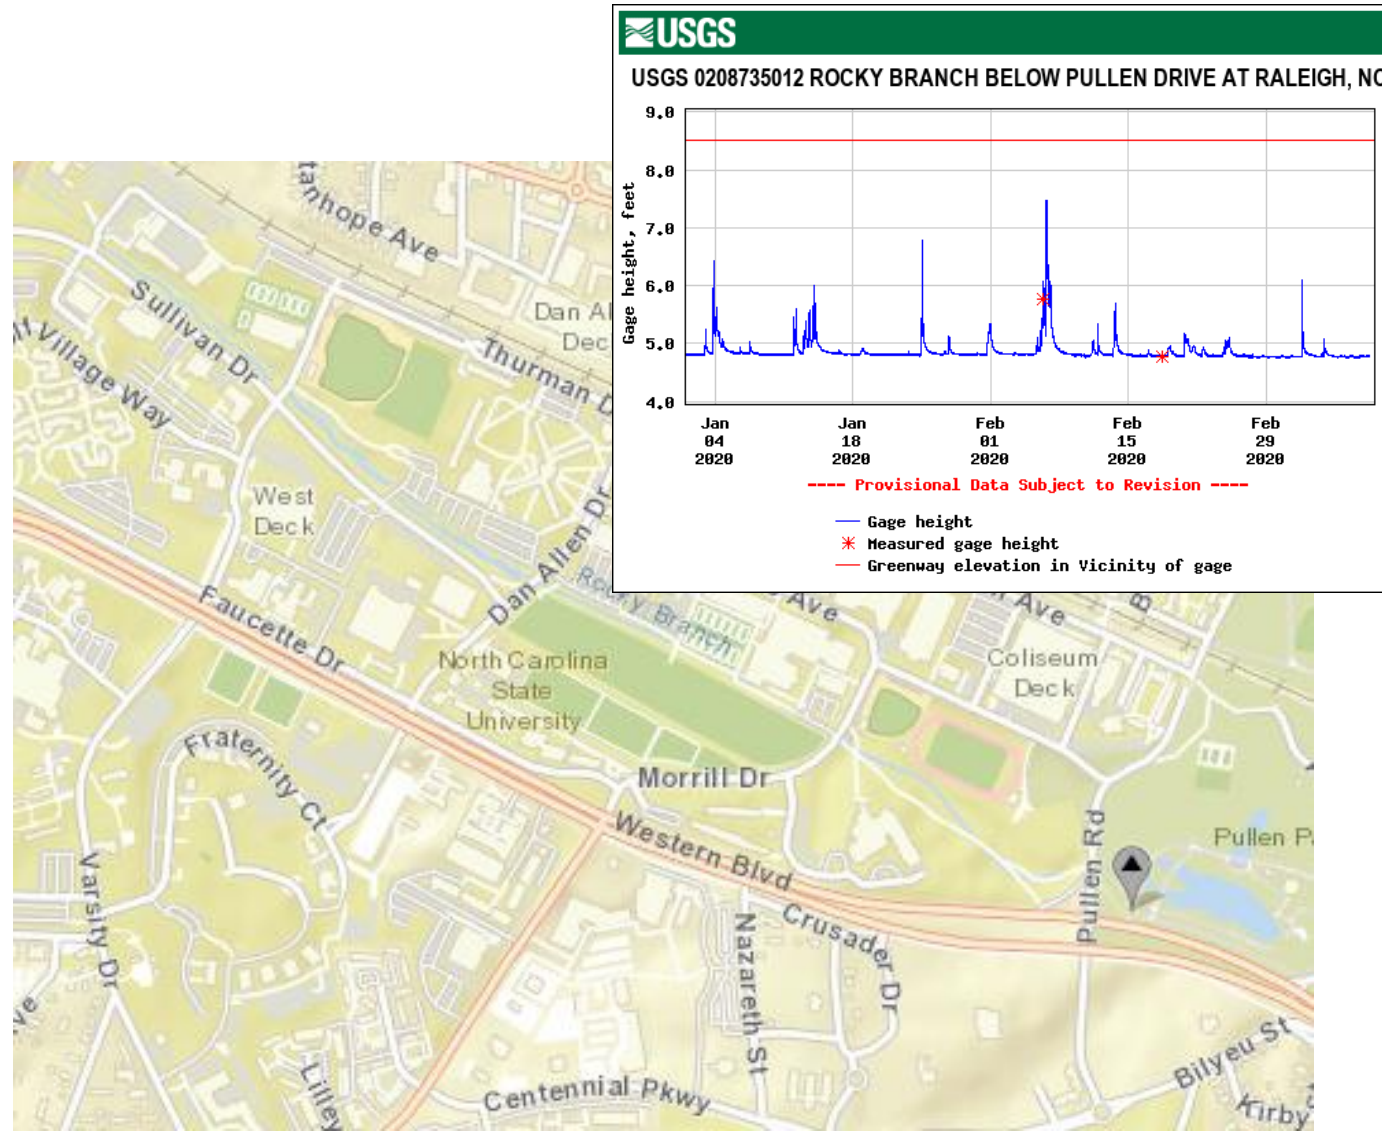 USGS
USGS 0208735012 ROCKY BRANCH BELOW PULLEN DRIVE AT RALEIGH, NC
Gage height, feet
9.0
8.0
7.0
6.0
5.0
4.0
Jan 04 2020
Jan 18 2020
Feb 01 2020
Feb 15 2020
Feb 29 2020
---- Provisional Data Subject to Revision ----
Gage height
Measured gage height
Greenway elevation in Vicinity of gage
tanhope Ave
Sullivan Dr
Village Way
Dan Al
Dec
Thurman D
West
Deck
Dan Allen Dr
Rocky Branch
Ave
Ave
B
Faucette Dr
North Carolina
State
University
Coliseum
Deck
Fraternity Ct
Morrill Dr
Western Blvd
Pullen Rd
Pullen P
Varsity Dr
Nazareth St
Crusader Dr
Lilley
Centennial Pkwy
Bilyeu St
Kirby